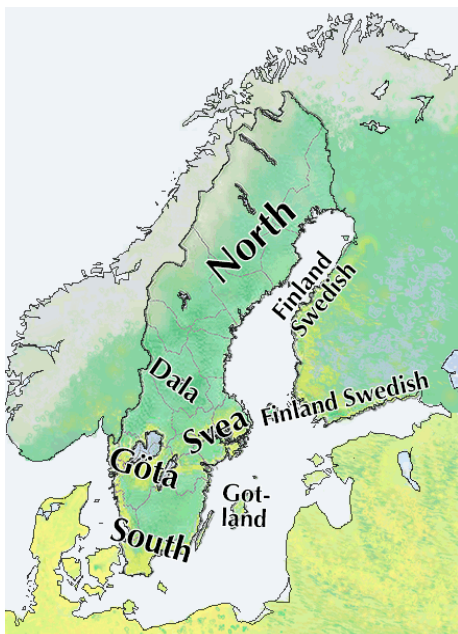 North
Finland
Swedish
Dala
Finland Swedish
Svea
Göta
Got-
land
South